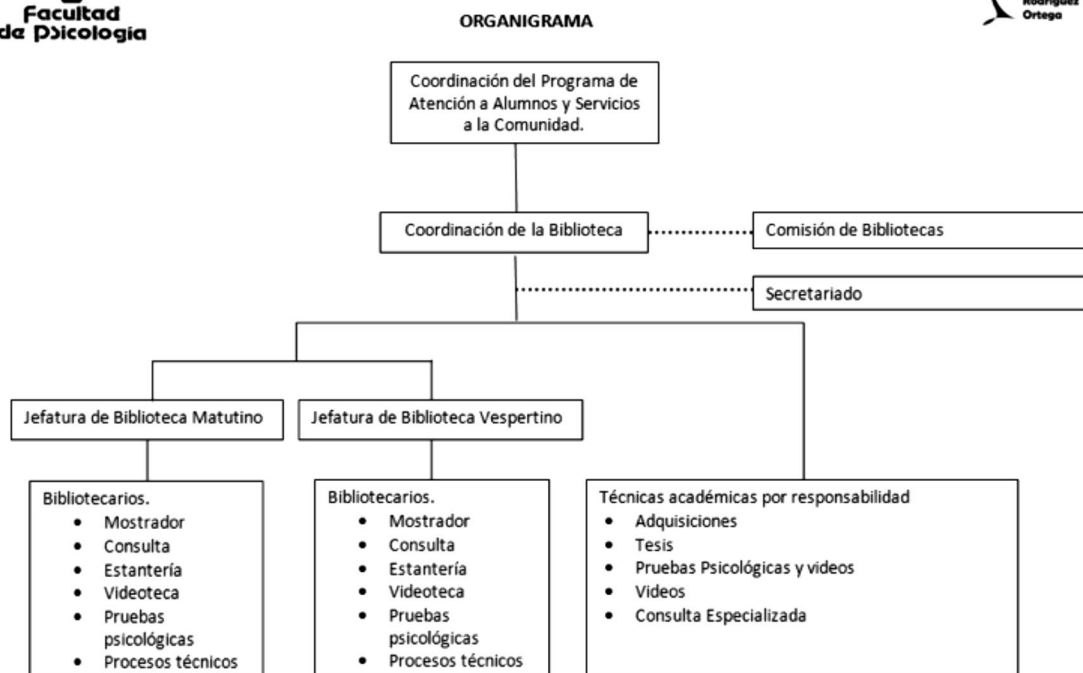 Facultad
de Psicología
ORGANIGRAMA
Rodríguez
Ortega
Coordinación del Programa de
Atención a Alumnos y Servicios
a la Comunidad.
Coordinación de la Biblioteca
Comisión de Bibliotecas
Secretariado
Jefatura de Biblioteca Matutino
Jefatura de Biblioteca Vespertino
Bibliotecarios.
• Mostrador
• Consulta
• Estantería
• Videoteca
• Pruebas
psicológicas
• Procesos técnicos
Bibliotecarios.
• Mostrador
• Consulta
• Estantería
• Videoteca
• Pruebas
psicológicas
• Procesos técnicos
Técnicas académicas por responsabilidad
• Adquisiciones
• Tesis
• Pruebas Psicológicas y videos
• Videos
• Consulta Especializada